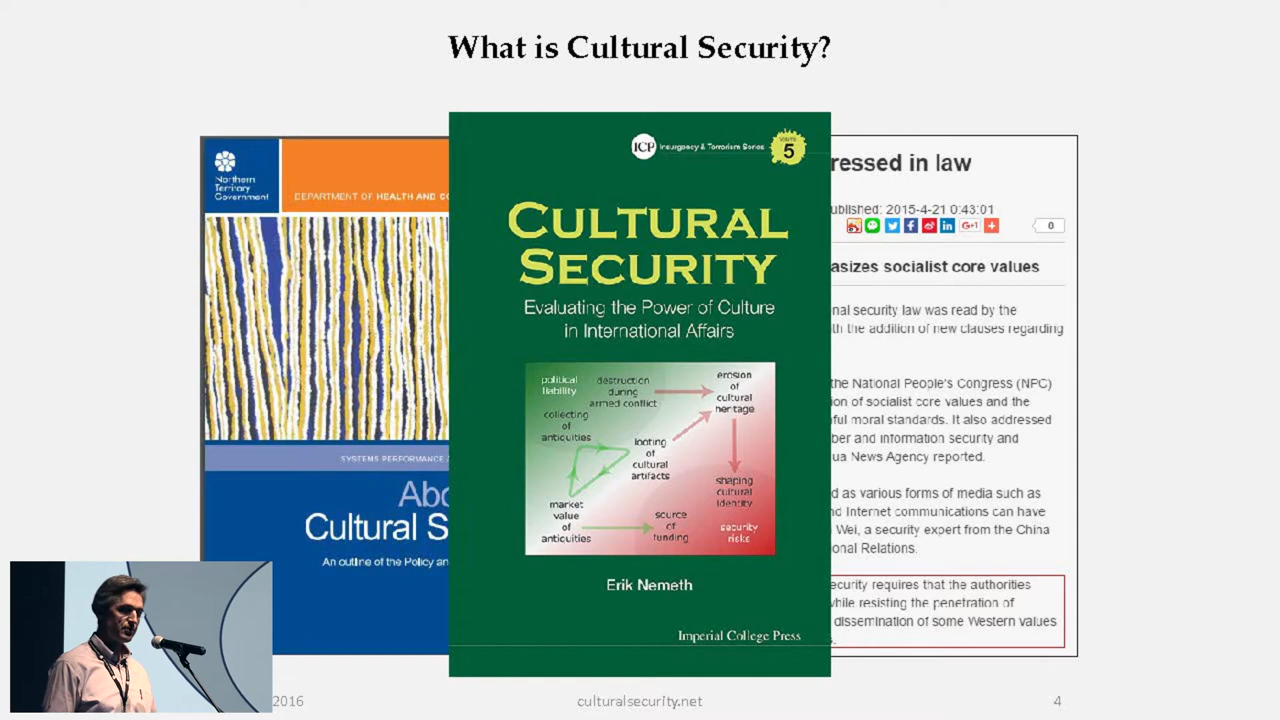 What is Cultural Security?
Northern
Territory
Government
DEPARTMENT OF HEALTH AND
SYSTEMS PERFORMANCE
Abo
Cultural S
An outline of the Policy an
ICP Insurgency & Terrorism Series
5
CULTURAL
SECURITY
Evaluating the Power of Culture
in International Affairs
political
liability
destruction
during
armed conflict
erosion
of
cultural
heritage
collecting
of
antiquities
looting
of
cultural
artifacts
shaping
cultural
identity
market
value
of
antiquities
source
of
funding
security
risks
Erik Nemeth
Imperial College Press
ressed in law
ublished: 2015-4-21 0:43:01
G+1
0
asizes socialist core values
nal security law was read by the
th the addition of new clauses regarding
the National People's Congress (NPC)
ion of socialist core values and the
ful moral standards. It also addressed
ber and information security and
ua News Agency reported.
d as various forms of media such as
nd Internet communications can have
Wei, a security expert from the China
onal Relations.
ecurity requires that the authorities
while resisting the penetration of
dissemination of some Western values
2016
culturalsecurity.net
4